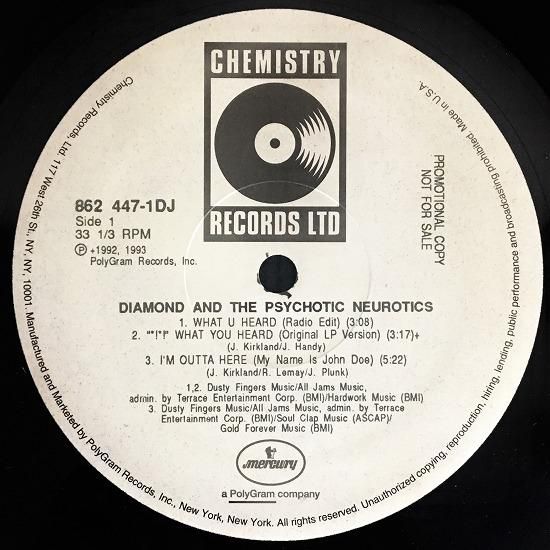 CHEMISTRY
RECORDS LTD
862 447-1DJ
Side 1
33 1/3 RPM
Ⓟ +1992, 1993
PolyGram Records, Inc.
PROMOTIONAL COPY
NOT FOR SALE
DIAMOND AND THE PSYCHOTIC NEUROTICS
1. WHAT U HEARD (Radio Edit) (3:08)
2. "*!*!" WHAT YOU HEARD (Original LP Version) (3:17)+
(J. Kirkland/J. Handy)
3. I'M OUTTA HERE (My Name Is John Doe) (5:22)
(J. Kirkland/R. Lemay/J. Plunk)
1,2. Dusty Fingers Music/All Jams Music,
admin. by Terrace Entertainment Corp. (BMI)/Hardwork Music (BMI)
3. Dusty Fingers Music/All Jams Music, admin. by Terrace
Entertainment Corp. (BMI)/Soul Clap Music (ASCAP)/
Gold Forever Music (BMI)
mercury
a PolyGram company
Chemistry Records, Ltd. 117 West 26th St. NY, NY, 10001. Manufactured and Marketed by PolyGram Records, Inc., New York, New York. All rights reserved. Unauthorized copying, reproduction, hiring, lending, public performance and broadcasting prohibited. Made in U.S.A.